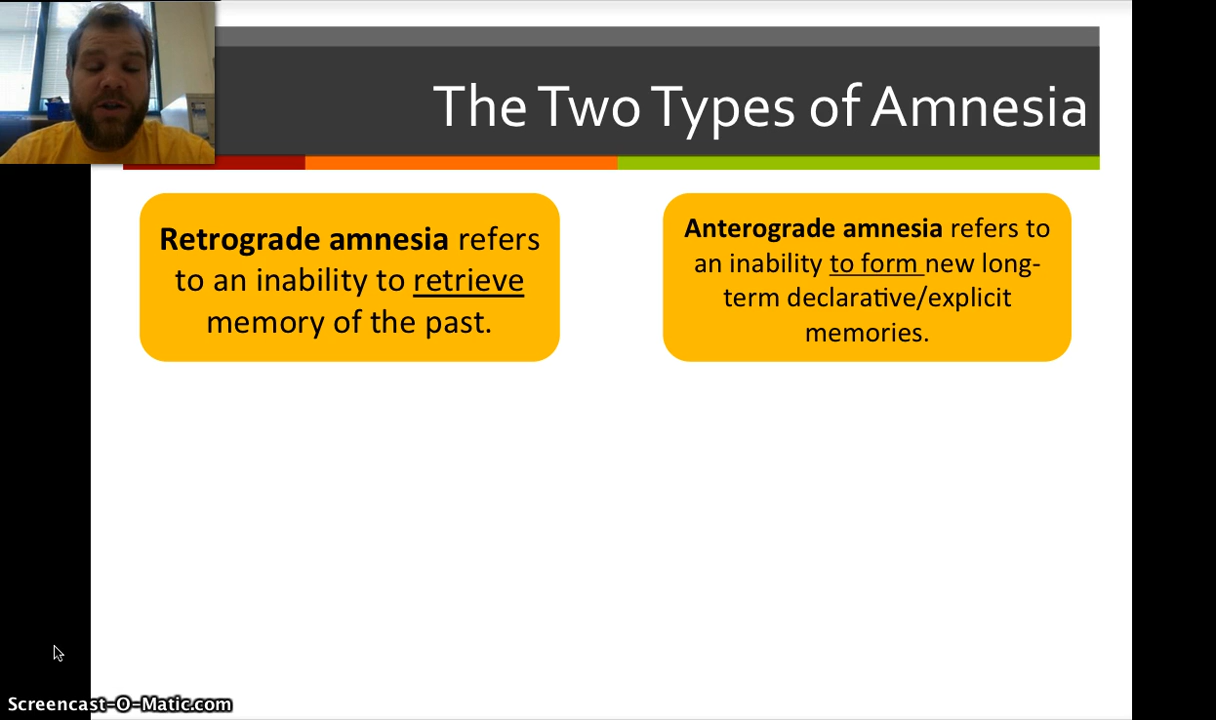 The Two Types of Amnesia
Retrograde amnesia refers
to an inability to retrieve
memory of the past.
Anterograde amnesia refers to
an inability to form new long-
term declarative/explicit
memories.
Screencast-O-Matic.com